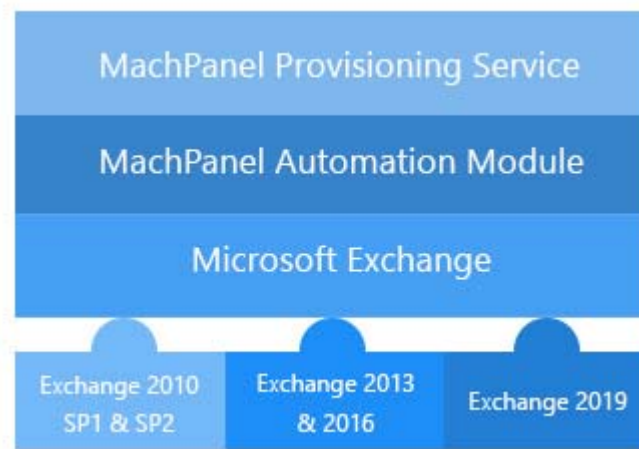 MachPanel Provisioning Service
MachPanel Automation Module
Microsoft Exchange
Exchange 2010
SP1 & SP2
Exchange 2013
& 2016
Exchange 2019